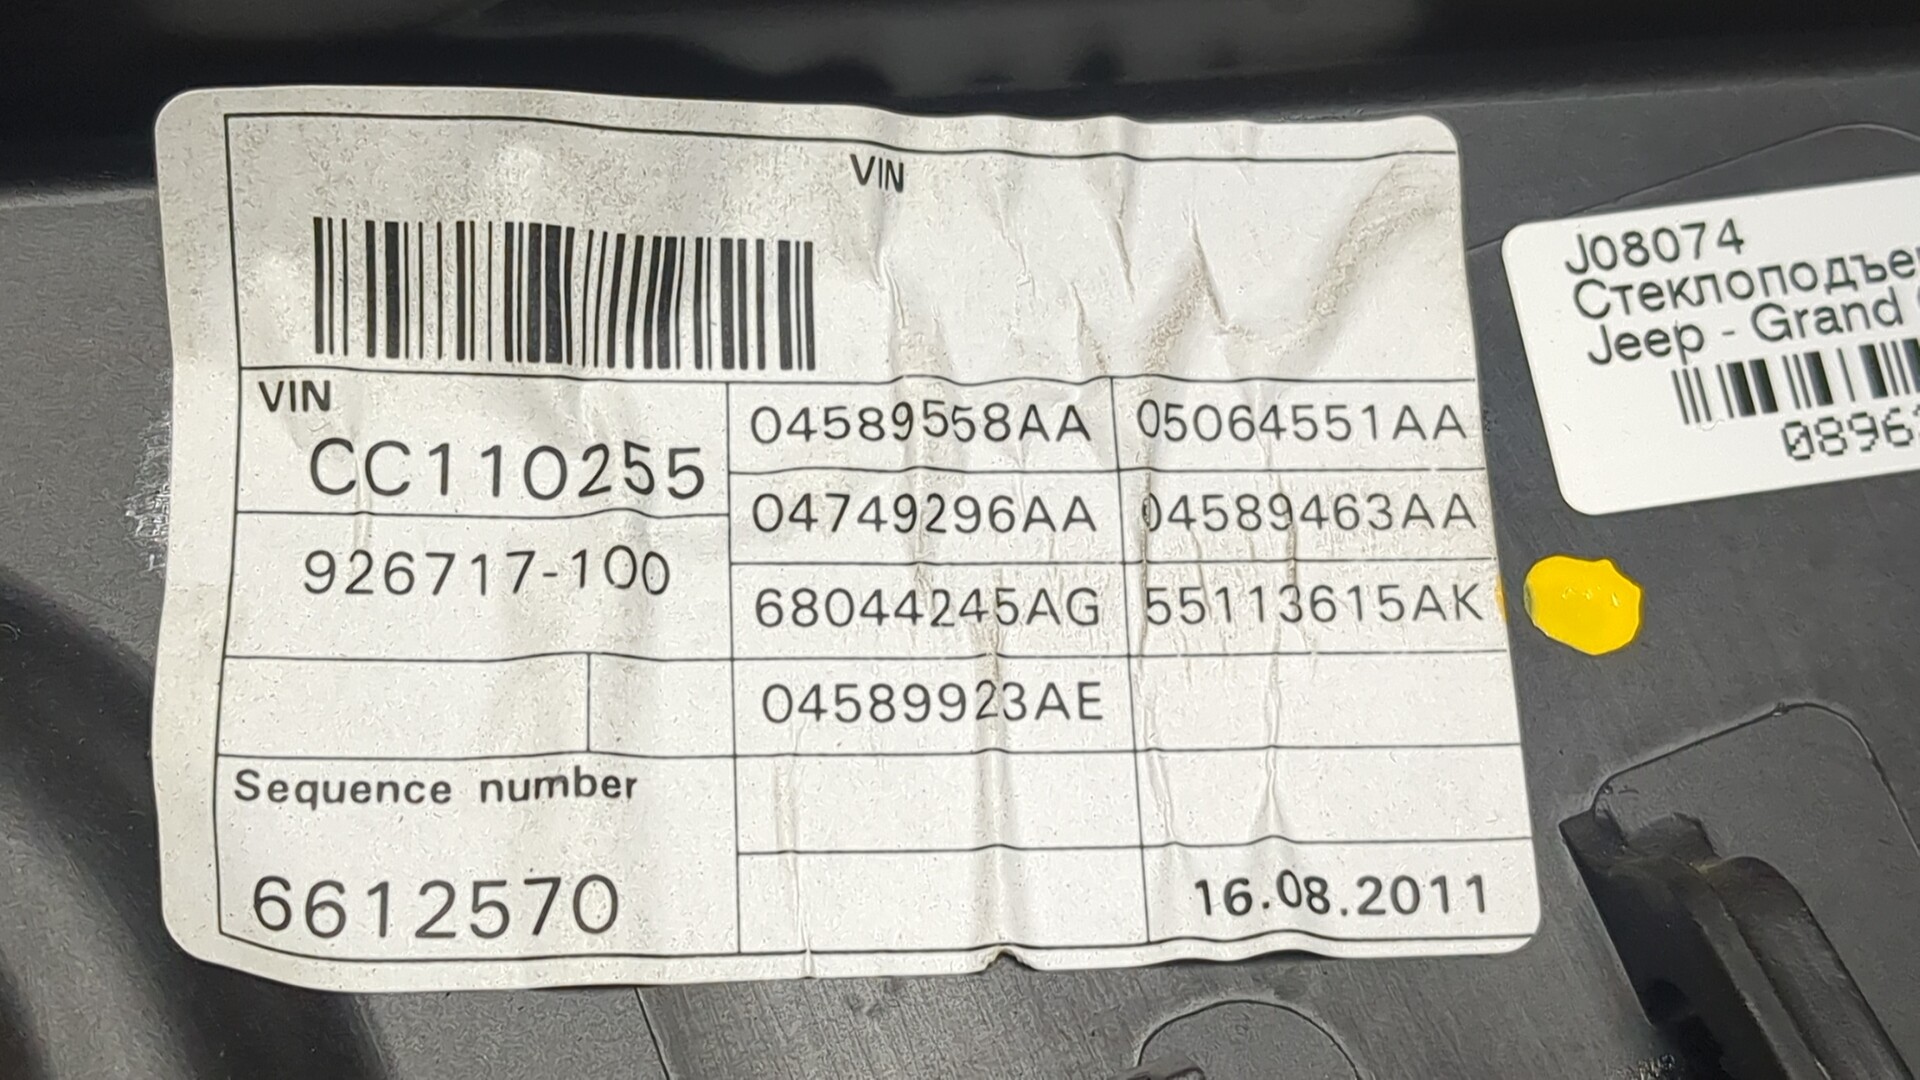 VIN
VIN
CC110255
926717-100
04589558AA 05064551AA
04749296AA 04589463AA
68044245AG 55113615AK
04589923AE
Sequence number
6612570
16.08.2011
J08074
Jeep - Grand